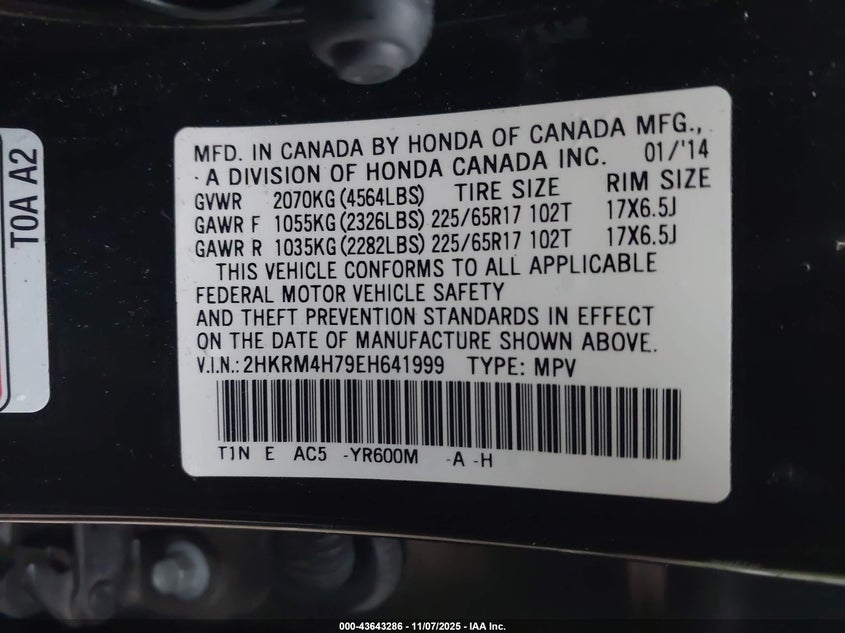 MFD. IN CANADA BY HONDA OF CANADA MFG.,
A DIVISION OF HONDA CANADA INC. 01/'14
GVWR 2070KG (4564LBS) TIRE SIZE RIM SIZE
GAWR F 1055KG (2326LBS) 225/65R17 102T 17X6.5J
GAWR R 1035KG (2282LBS) 225/65R17 102T 17X6.5J
THIS VEHICLE CONFORMS TO ALL APPLICABLE
FEDERAL MOTOR VEHICLE SAFETY
AND THEFT PREVENTION STANDARDS IN EFFECT
ON THE DATE OF MANUFACTURE SHOWN ABOVE.
V.I.N.: 2HKRM4H79EH641999 TYPE: MPV
T1N E AC5 -YR600M -A -H
TOA A2
000-43643286 - 11/07/2025 - IAA Inc.